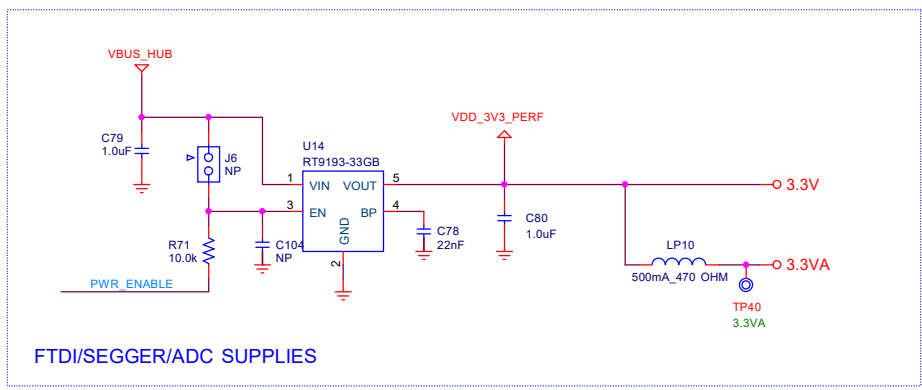 VBUS_HUB
C79
1.0uF
J6
NP
U14
RT9193-33GB
VDD_3V3_PERF
1
VIN
VOUT
5
3.3V
3
EN
BP
4
GND
2
C104
NP
C78
22nF
C80
1.0uF
R71
10.0k
LP10
500mA_470 OHM
3.3VA
PWR_ENABLE
TP40
3.3VA
FTDI/SEGGER/ADC SUPPLIES